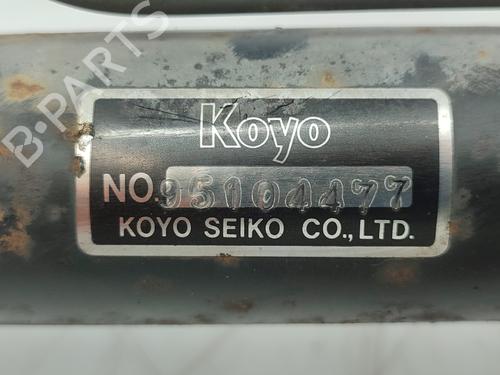 B-PARTS
Koyo
NO. 95104477
KOYO SEIKO CO., LTD.